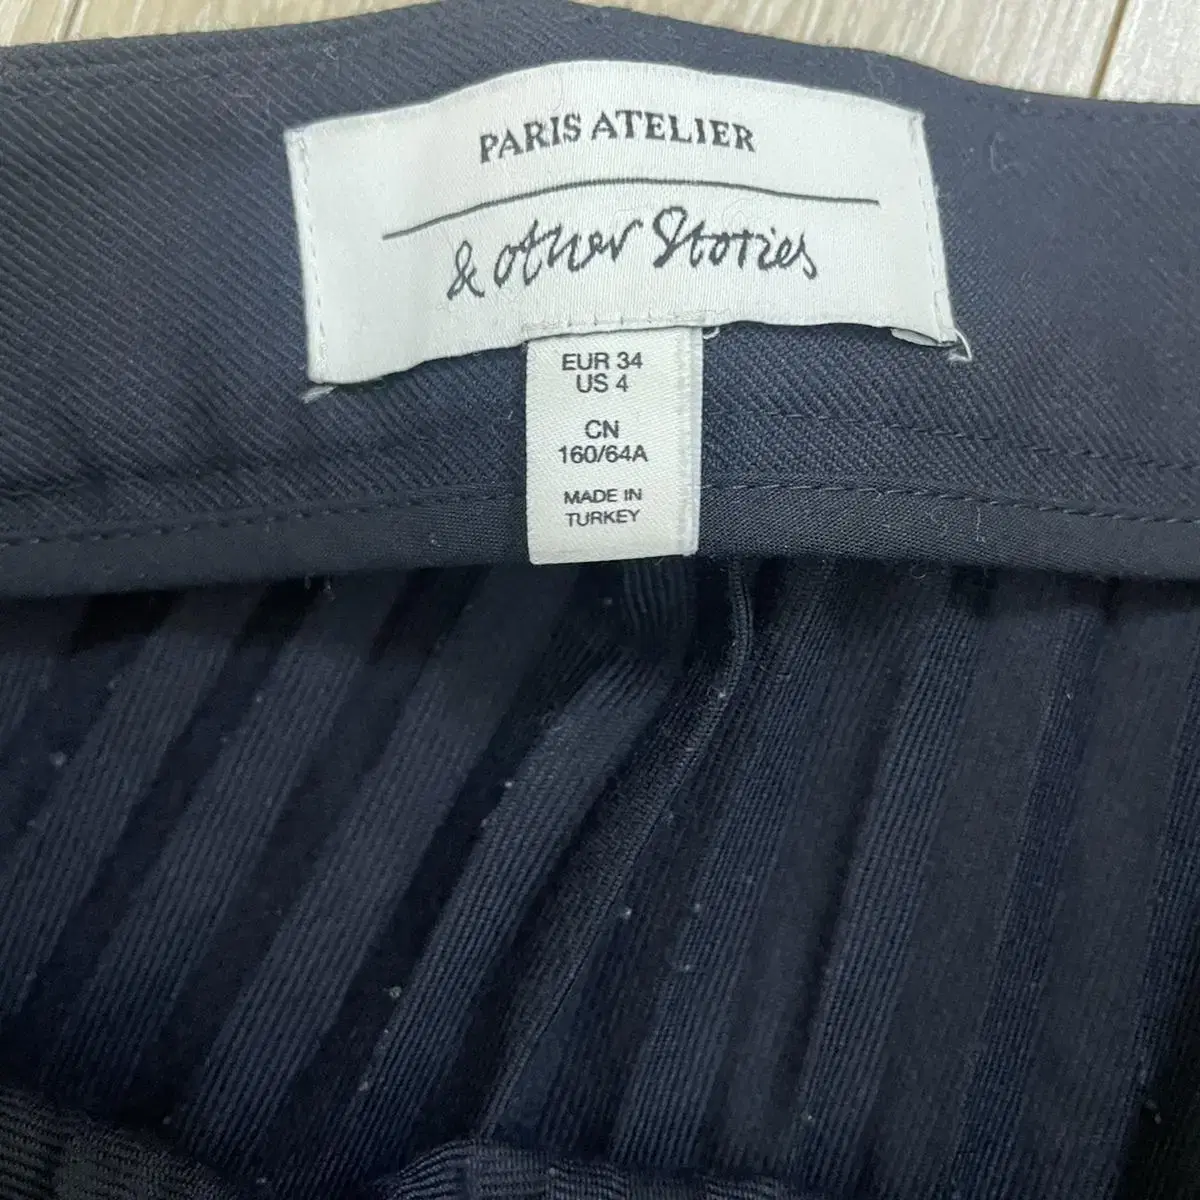 PARIS ATELIER
& other Stories
EUR 34
US 4
CN
160/64A
MADE IN
TURKEY